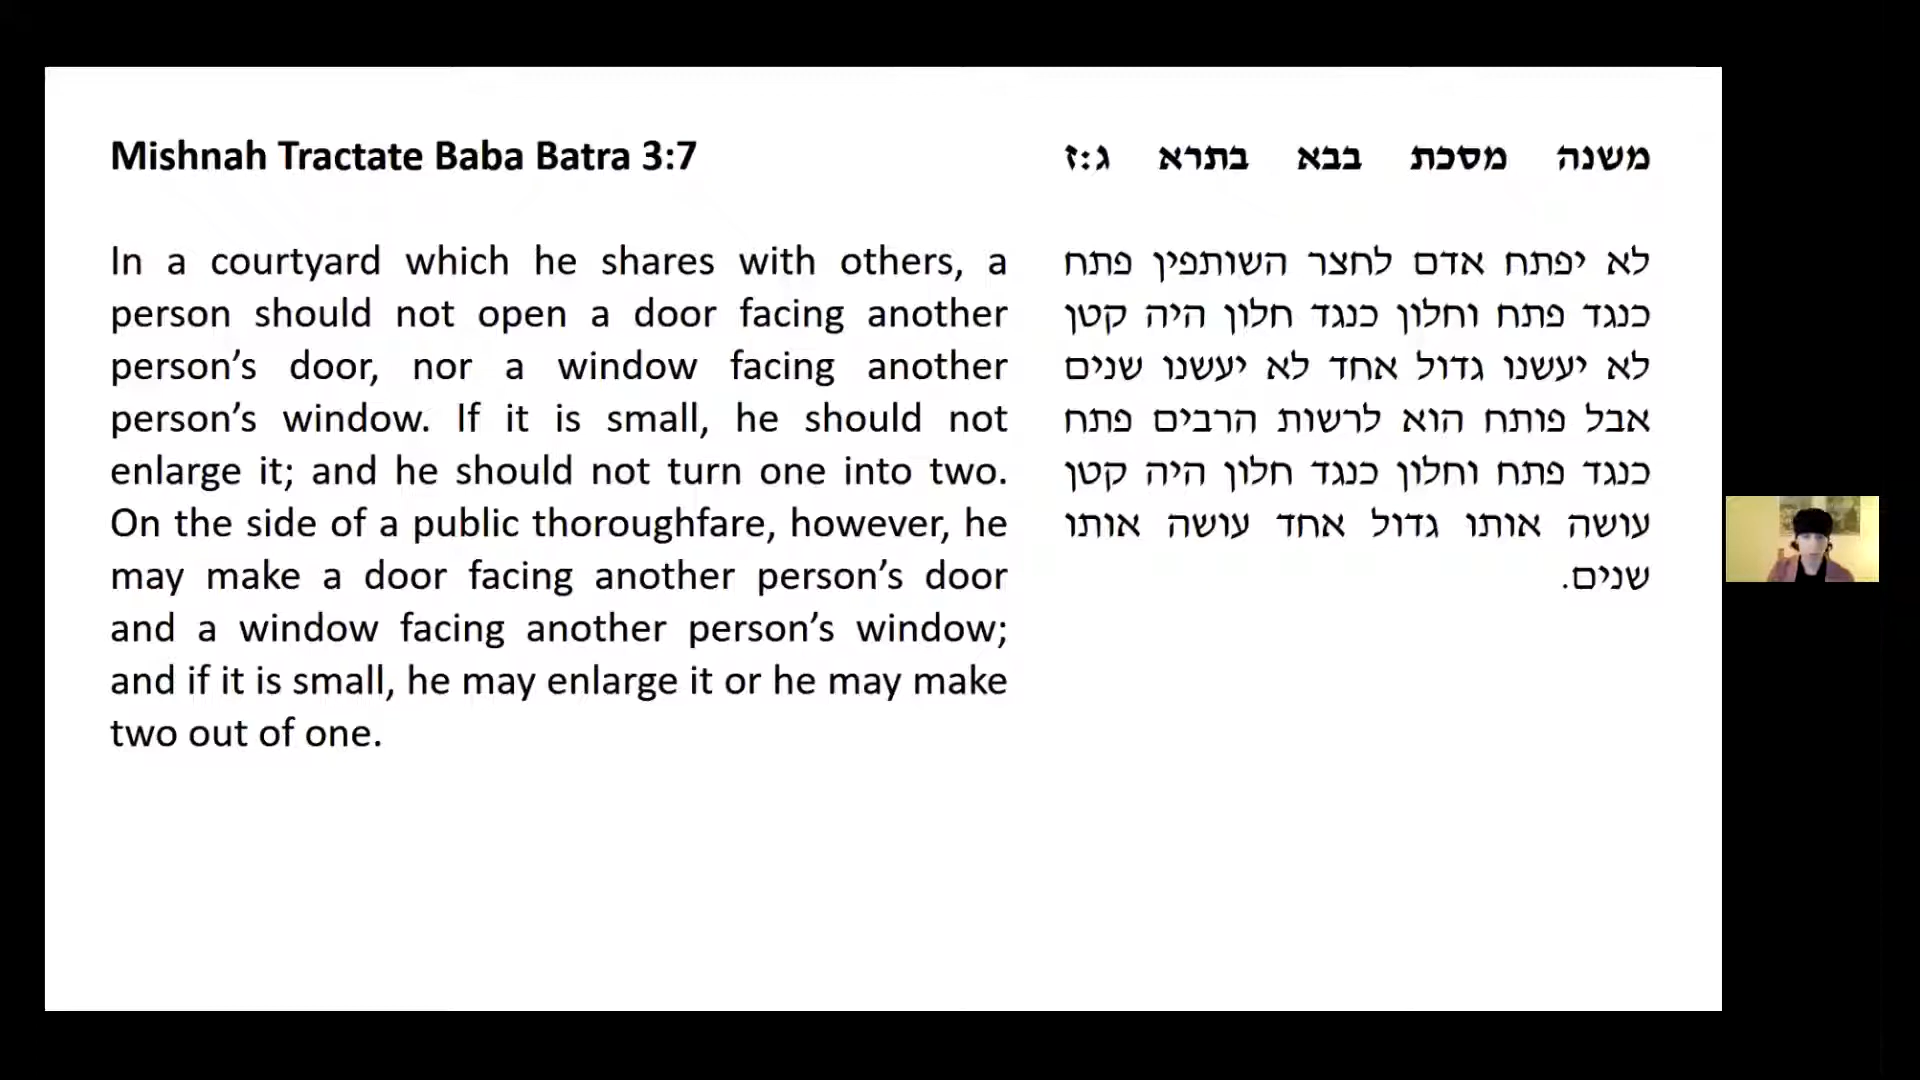 Mishnah Tractate Baba Batra 3:7
In a courtyard which he shares with others, a
person should not open a door facing another
person’s door, nor a window facing another
person’s window. If it is small, he should not
enlarge it; and he should not turn one into two.
On the side of a public thoroughfare, however, he
may make a door facing another person’s door
and a window facing another person’s window;
and if it is small, he may enlarge it or he may make
two out of one.
משנה מסכת בבא בתרא ג:ז
לא יפתח אדם לחצר השותפין פתח
כנגד פתח וחלון כנגד חלון היה קטן
לא יעשנו גדול אחד לא יעשנו שנים
אבל פותח הוא לרשות הרבים פתח
כנגד פתח וחלון כנגד חלון היה קטן
עושה אותו גדול אחד עושה אותו
שנים.